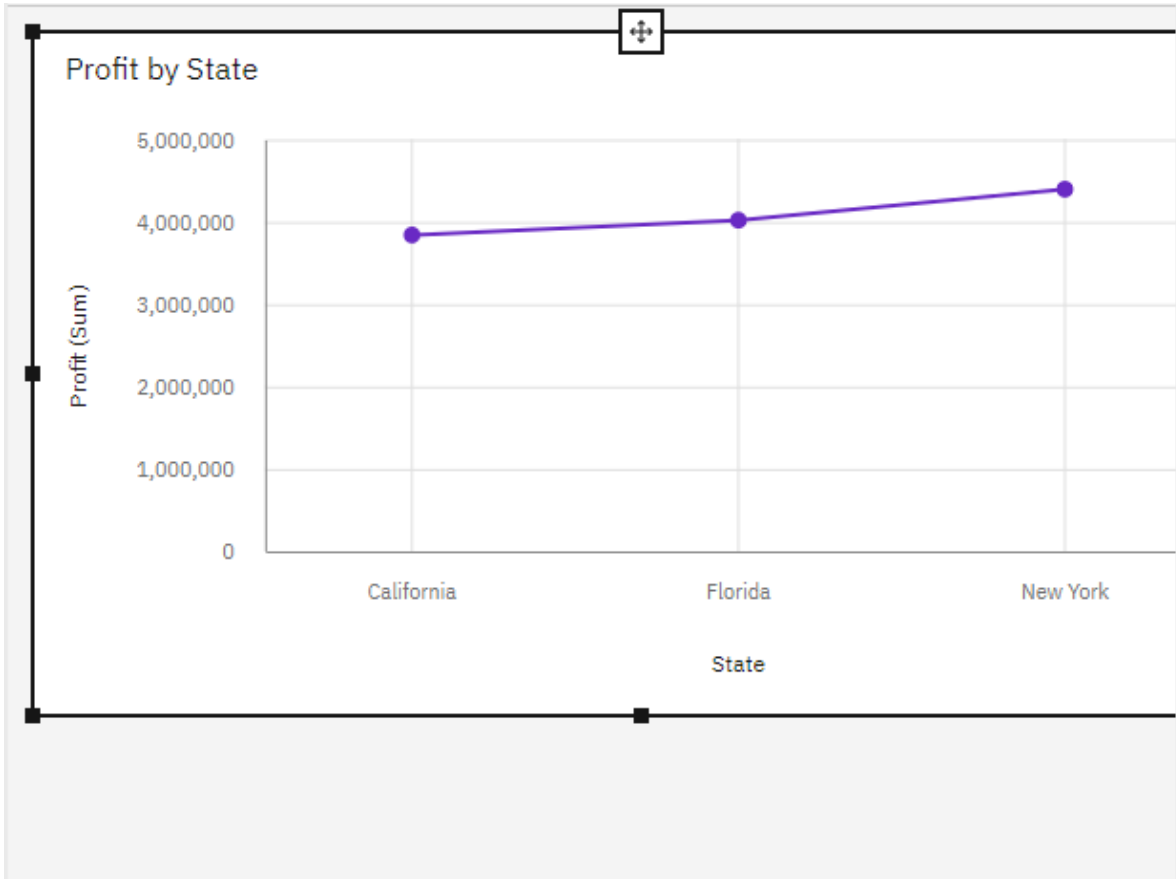 Profit by State
5,000,000
4,000,000
3,000,000
2,000,000
1,000,000
0
Profit (Sum)
California
Florida
New York
State